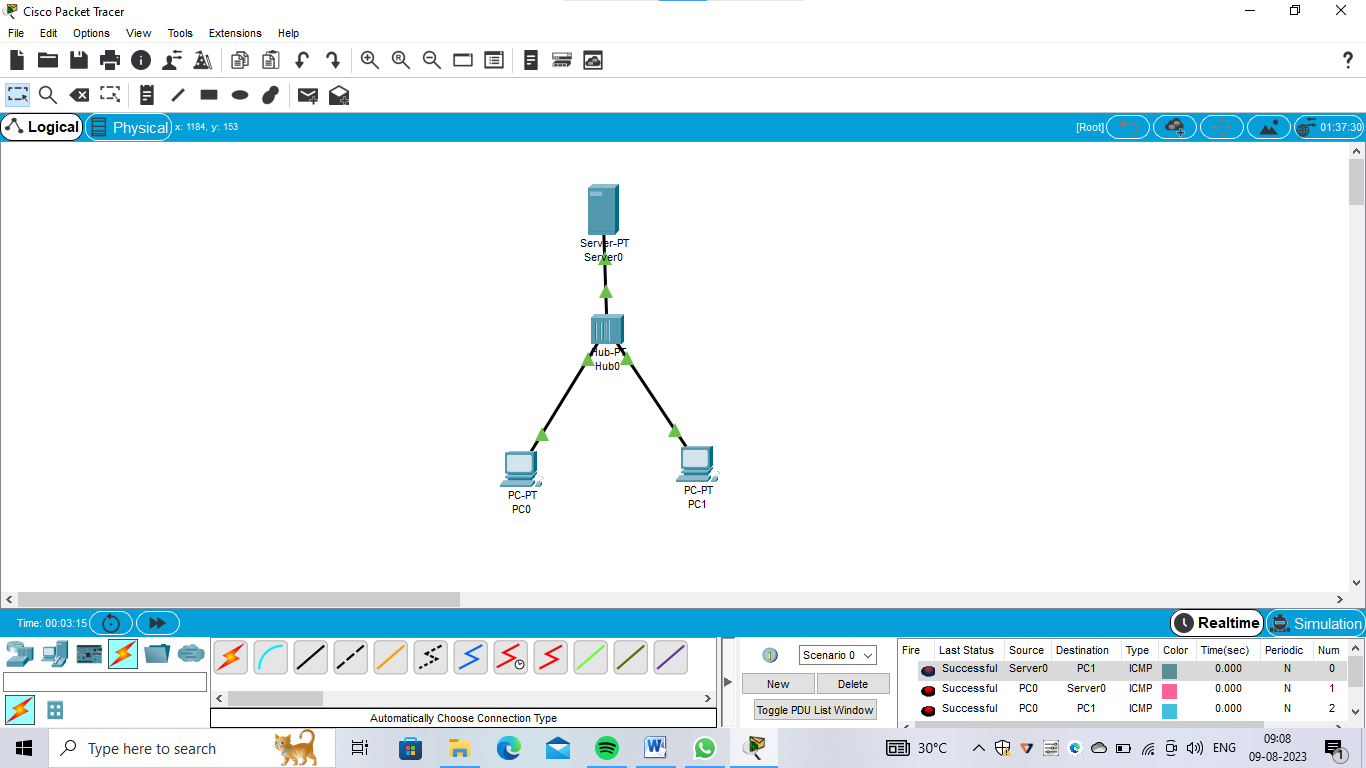 Cisco Packet Tracer
File Edit Options View Tools Extensions Help
?
Logical Physical x: 1184, y: 153 [Root] 01:37:30
Server-PT
Server0
Hub-PT
Hub0
PC-PT
PC0
PC-PT
PC1
Time: 00:03:15 Realtime Simulation
Scenario 0
New Delete
Toggle PDU List Window
Automatically Choose Connection Type
Fire Last Status Source Destination Type Color Time(sec) Periodic Num
Successful Server0 PC1 ICMP 0.000 N 0
Successful PC0 Server0 ICMP 0.000 N 1
Successful PC0 PC1 ICMP 0.000 N 2
Type here to search
30°C
ENG
09:08
09-08-2023
1